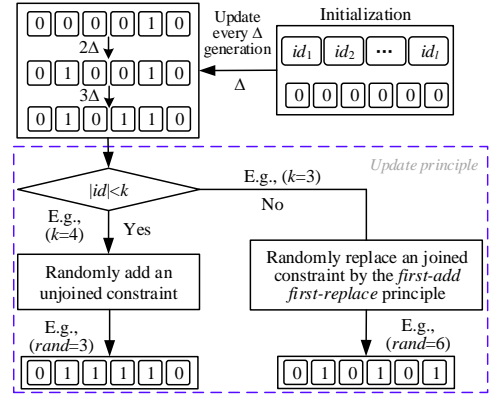 Initialization
id1 id2 ··· idl
0 0 0 0 0 0
Update
every Δ
generation
Δ
0 0 0 0 1 0
2Δ
0 1 0 0 1 0
3Δ
0 1 0 1 1 0
Update principle
|id|<k
E.g.,
(k=4)
Yes
E.g., (k=3)
No
Randomly add an
unjoined constraint
Randomly replace an joined
constraint by the first-add
first-replace principle
E.g.,
(rand=3)
E.g.,
(rand=6)
0 1 1 1 1 0
0 1 0 1 0 1